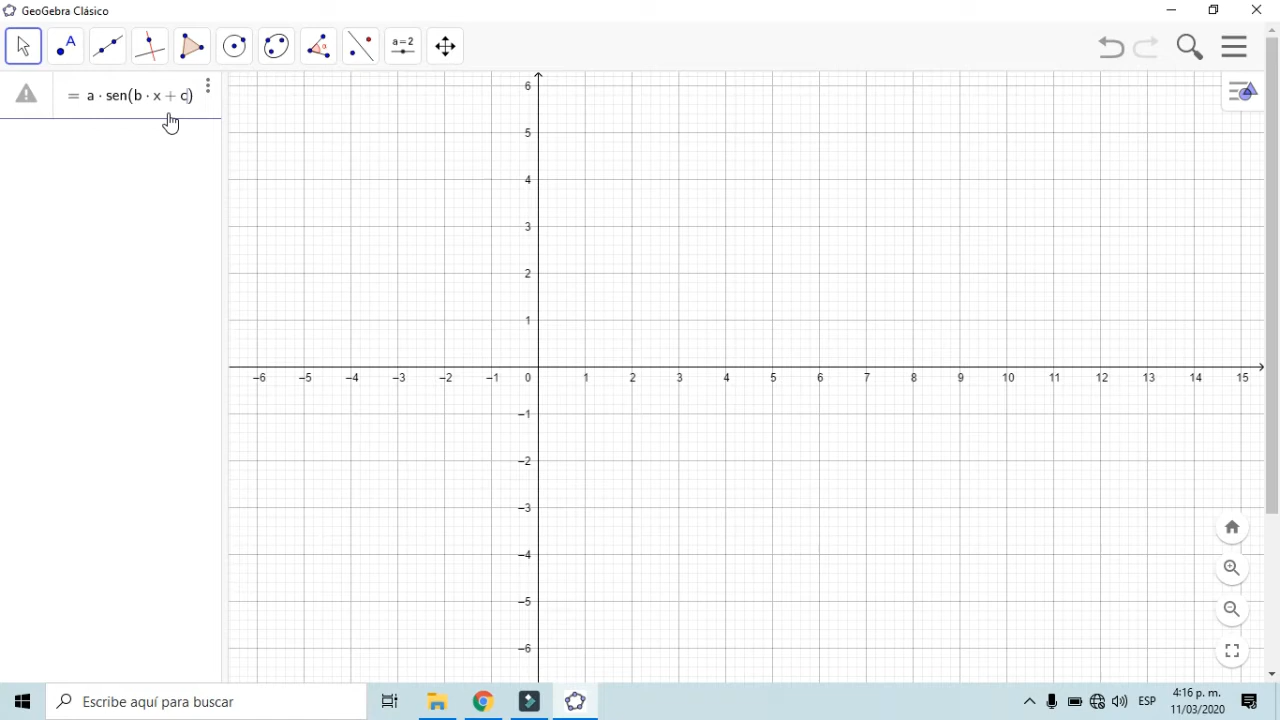 GeoGebra Clásico
A
α
a=2
= a · sen(b · x + c)
6
5
4
3
2
1
−6 −5 −4 −3 −2 −1 0 1 2 3 4 5 6 7 8 9 10 11 12 13 14 15
−1
−2
−3
−4
−5
−6
Escribe aquí para buscar
ESP
4:16 p. m.
11/03/2020